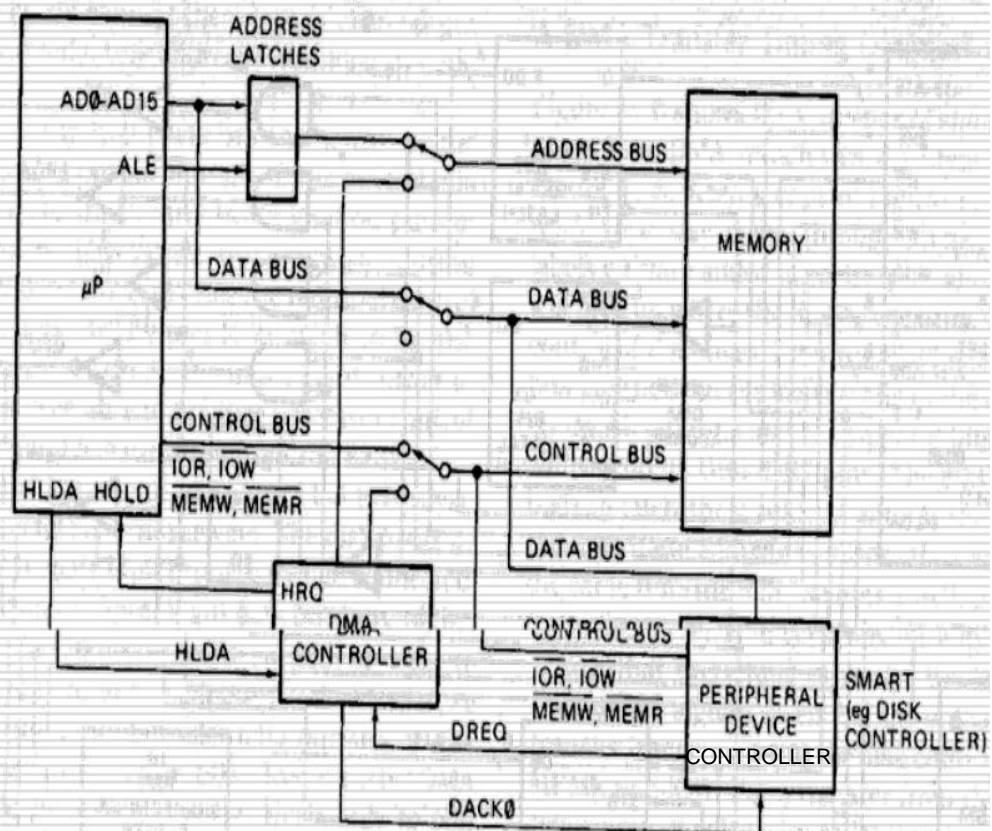 ADDRESS
LATCHES
AD0-AD15
ALE
ADDRESS BUS
MEMORY
DATA BUS
μP
DATA BUS
CONTROL BUS
IOR, IOW
MEMW, MEMR
CONTROL BUS
HLDA HOLD
DATA BUS
HRQ
DMA
CONTROLLER
HLDA
CONTROL BUS
IOR, IOW
MEMW, MEMR
PERIPHERAL
DEVICE
CONTROLLER
SMART
(eg DISK
CONTROLLER)
DREQ
DACK0